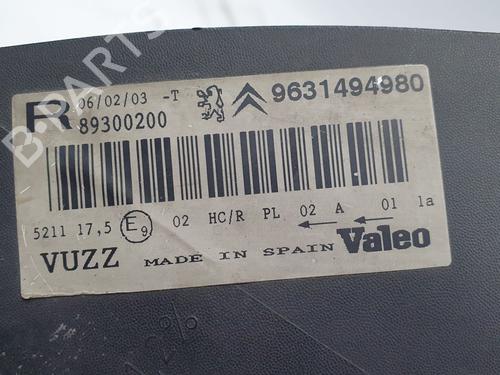 R 06/02/03 -T 9631494980
89300200
5211 17,5 E9 02 HC/R PL 02 A 01 1a
VUZZ MADE IN SPAIN Valeo
B-PARTS